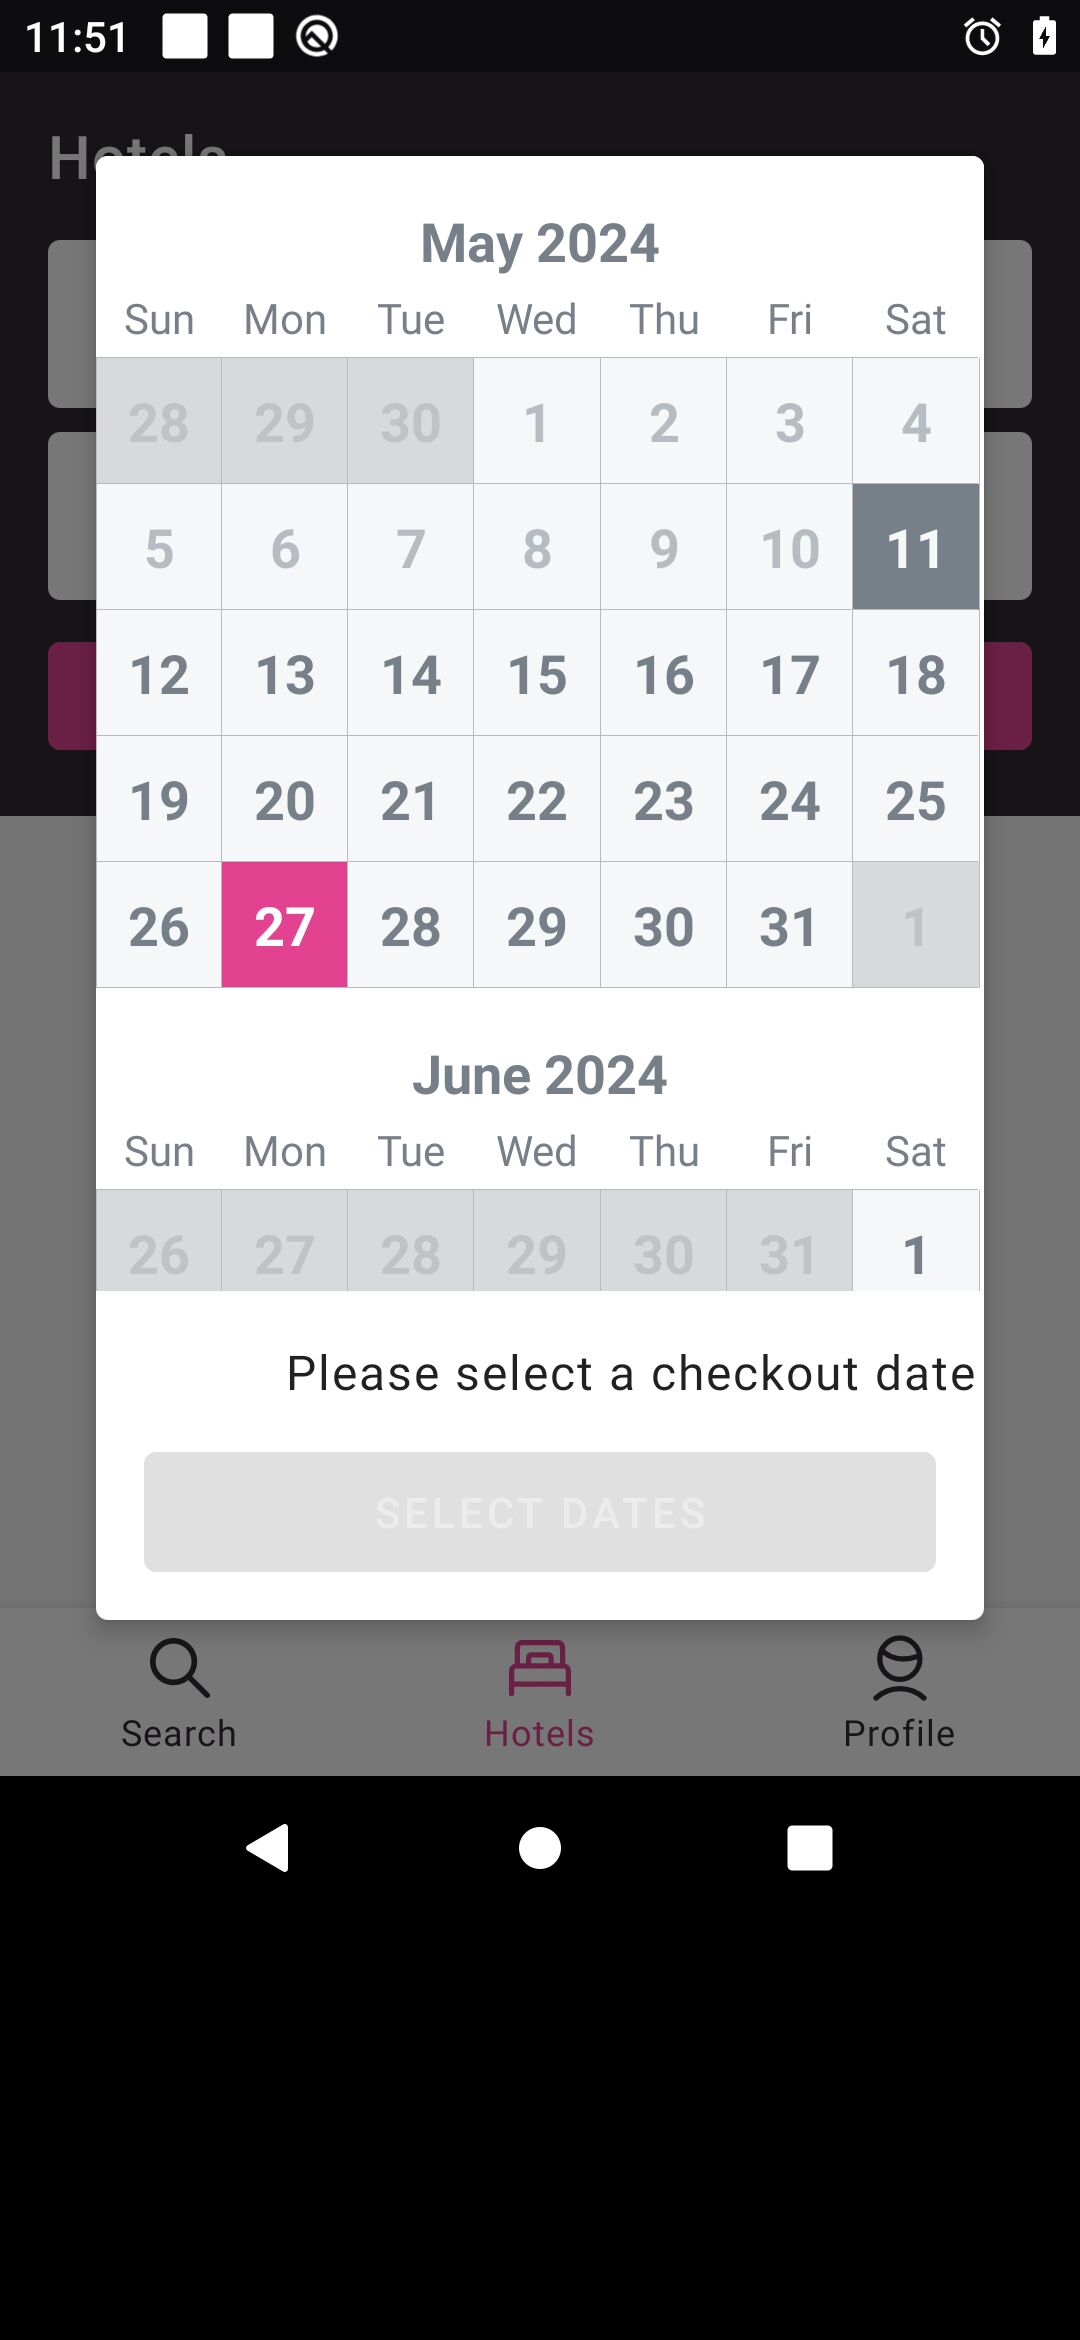 11:51
Hotels
May 2024
Sun Mon Tue Wed Thu Fri Sat
28 29 30 1 2 3 4
5 6 7 8 9 10 11
12 13 14 15 16 17 18
19 20 21 22 23 24 25
26 27 28 29 30 31 1
June 2024
Sun Mon Tue Wed Thu Fri Sat
26 27 28 29 30 31 1
Please select a checkout date
SELECT DATES
Search Hotels Profile